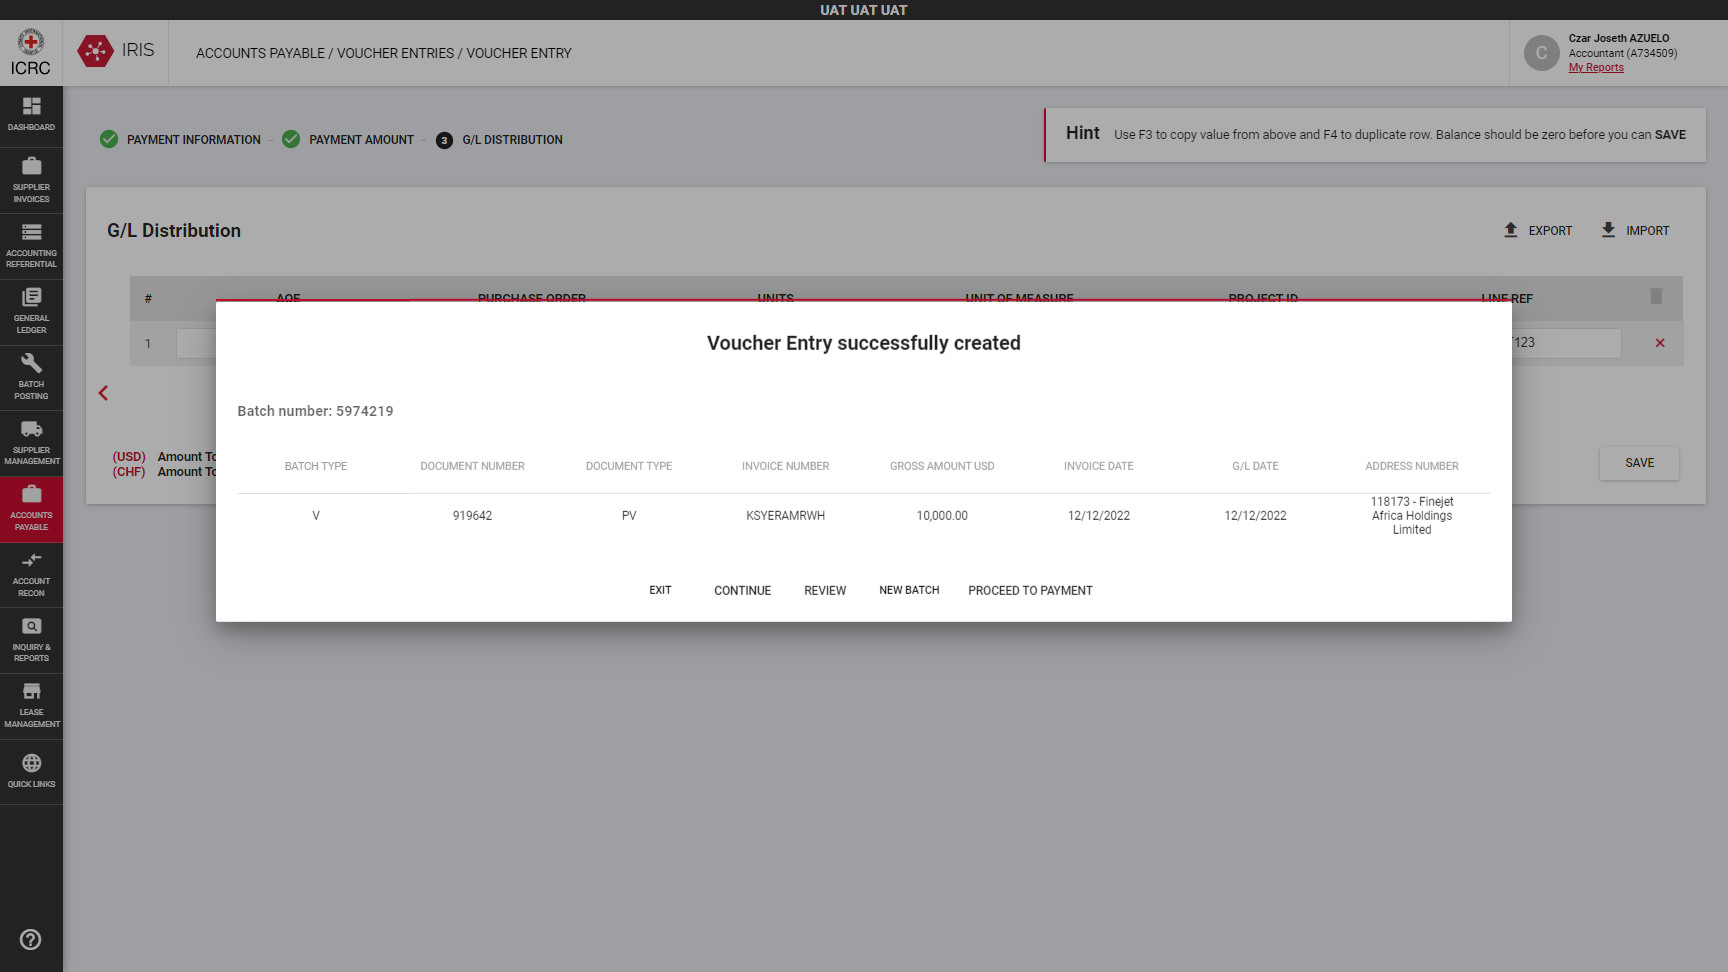 UAT UAT UAT
ICRC
IRIS
ACCOUNTS PAYABLE / VOUCHER ENTRIES / VOUCHER ENTRY
C
Czar Joseth AZUELO
Accountant (A734509)
My Reports
DASHBOARD
SUPPLIER
INVOICES
ACCOUNTING
REFERENTIAL
GENERAL
LEDGER
BATCH
POSTING
SUPPLIER
MANAGEMENT
ACCOUNTS
PAYABLE
ACCOUNT
RECON
INQUIRY &
REPORTS
LEASE
MANAGEMENT
QUICK LINKS
PAYMENT INFORMATION
PAYMENT AMOUNT
3 G/L DISTRIBUTION
Hint Use F3 to copy value from above and F4 to duplicate row. Balance should be zero before you can SAVE
G/L Distribution
EXPORT
IMPORT
# AOF PURCHASE ORDER UNITS UNIT OF MEASURE PROJECT ID LINE REF
1
123
(USD) Amount To
(CHF) Amount To
SAVE
Voucher Entry successfully created
Batch number: 5974219
BATCH TYPE DOCUMENT NUMBER DOCUMENT TYPE INVOICE NUMBER GROSS AMOUNT USD INVOICE DATE G/L DATE ADDRESS NUMBER
V 919642 PV KSYERAMRWH 10,000.00 12/12/2022 12/12/2022 118173 - Finejet
Africa Holdings
Limited
EXIT CONTINUE REVIEW NEW BATCH PROCEED TO PAYMENT